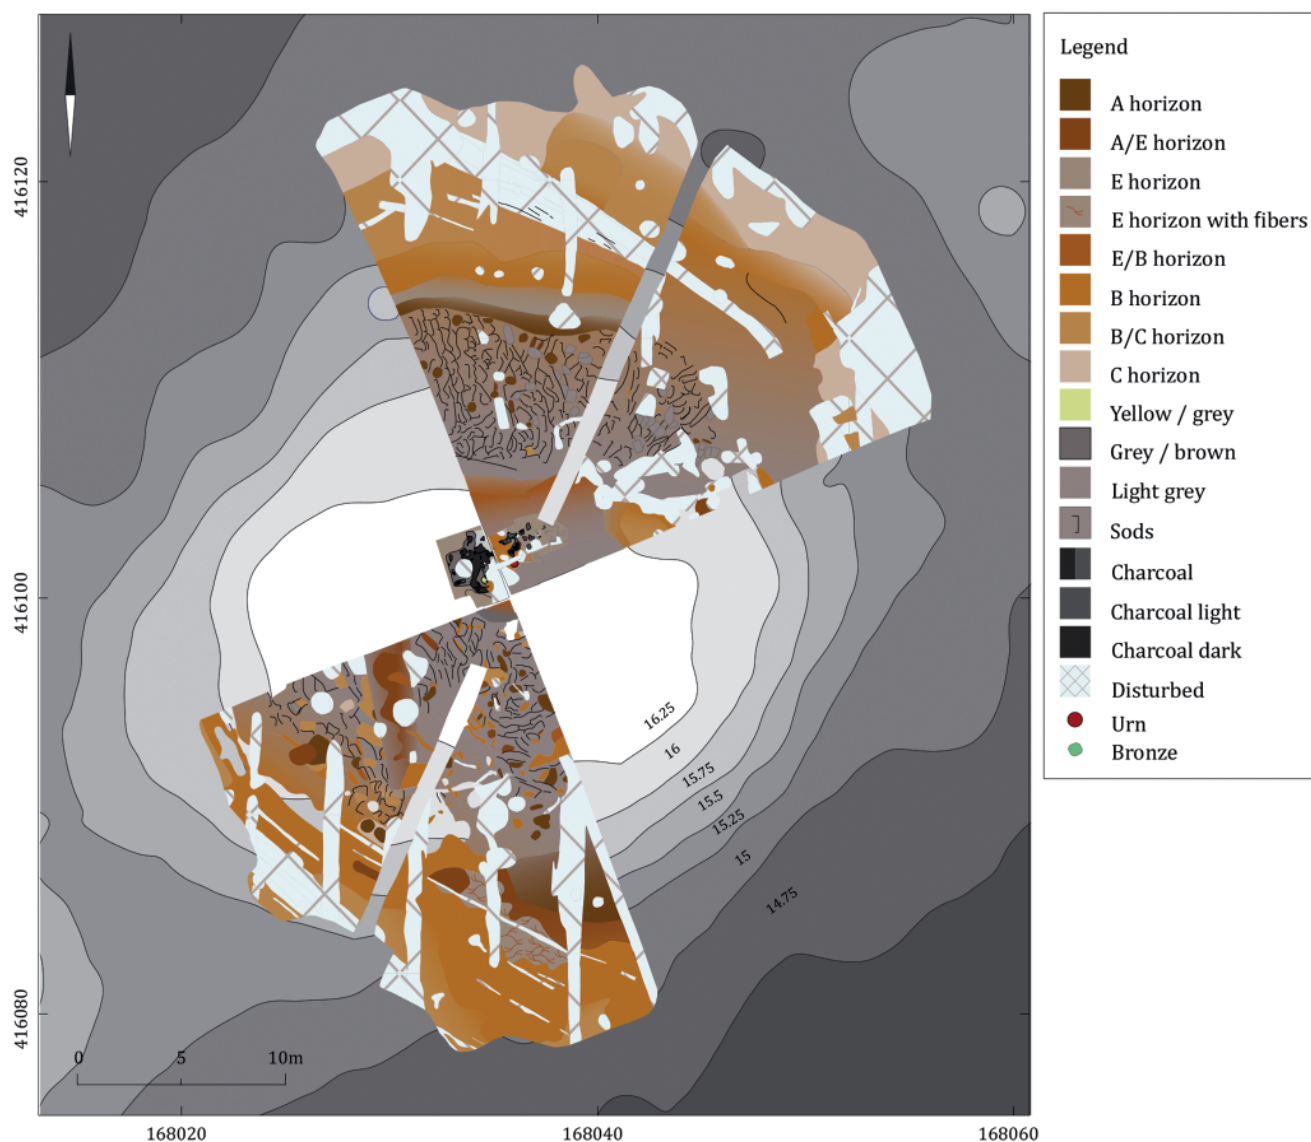 Legend
A horizon
A/E horizon
E horizon
E horizon with fibers
E/B horizon
B horizon
B/C horizon
C horizon
Yellow / grey
Grey / brown
Light grey
Sods
Charcoal
Charcoal light
Charcoal dark
Disturbed
Urn
Bronze
416120
416100
416080
16.25
16
15.75
15.5
15.25
15
14.75
0 5 10m
168020 168040 168060